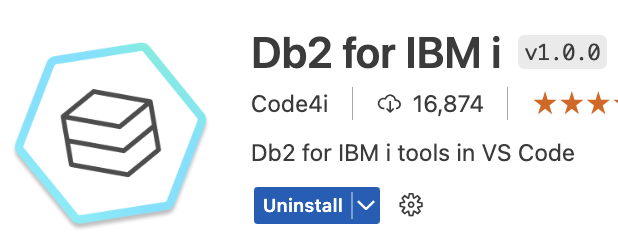 Db2 for IBM i v1.0.0
Code4i 16,874
Db2 for IBM i tools in VS Code
Uninstall